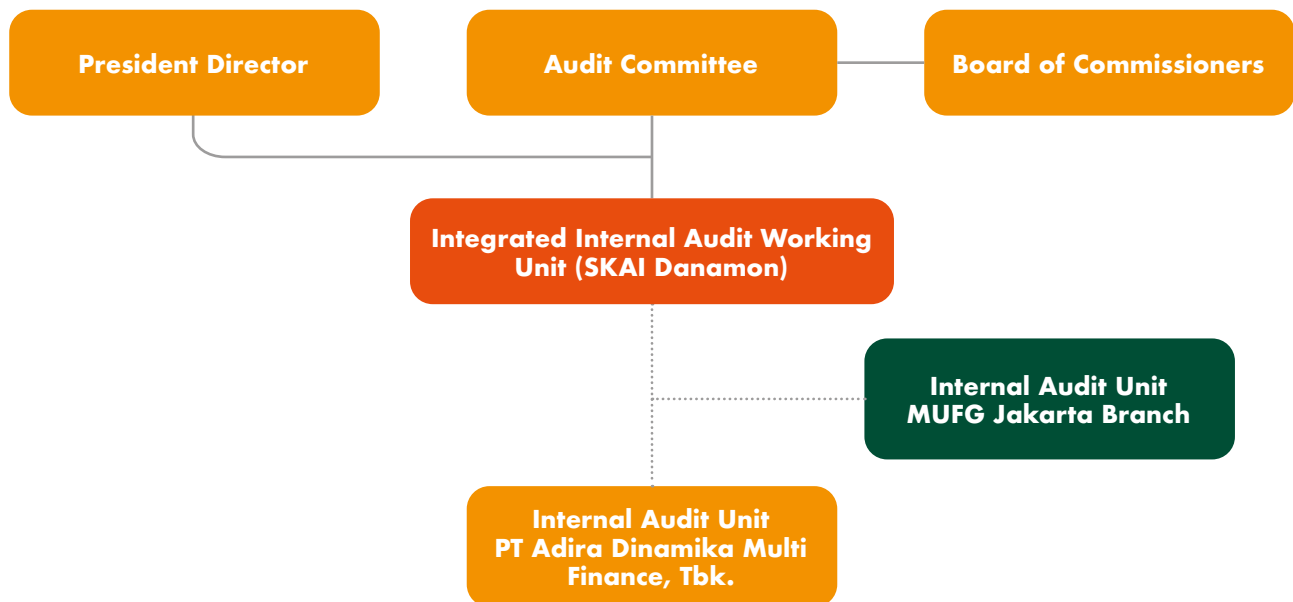 President Director
Audit Committee
Board of Commissioners
Integrated Internal Audit Working
Unit (SKAI Danamon)
Internal Audit Unit
MUFG Jakarta Branch
Internal Audit Unit
PT Adira Dinamika Multi
Finance, Tbk.